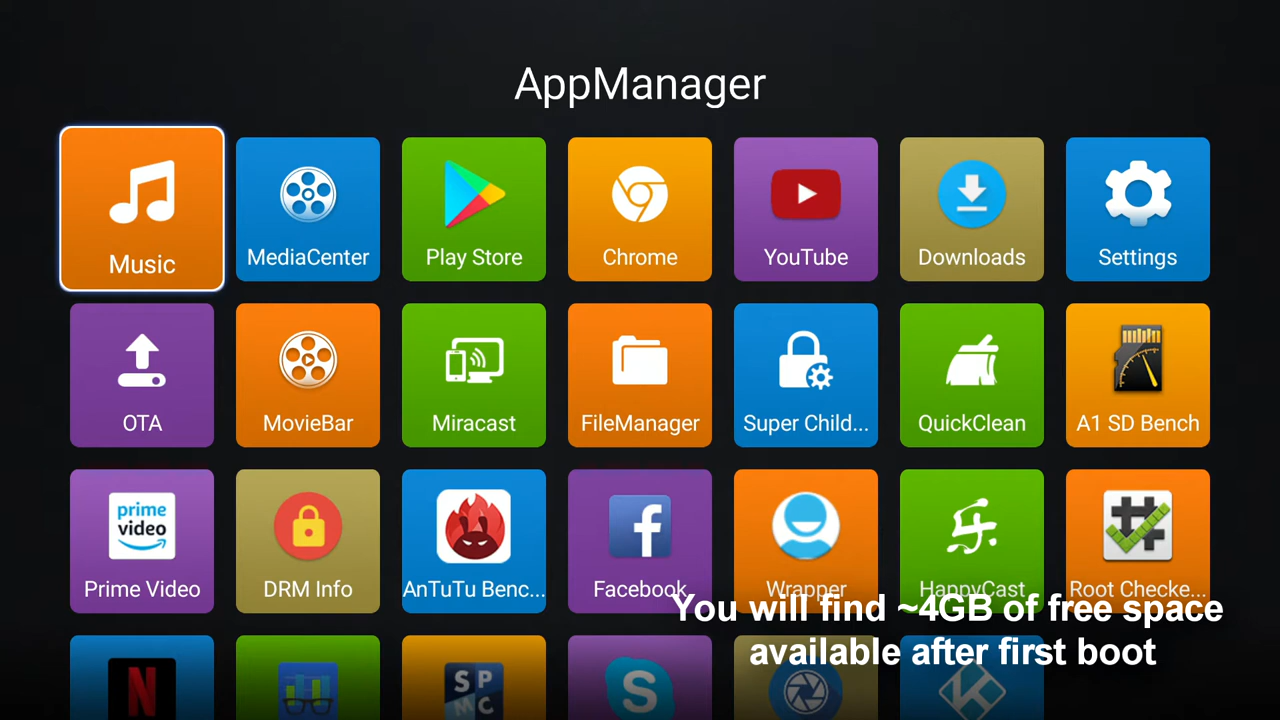 AppManager
Music
MediaCenter
Play Store
Chrome
YouTube
Downloads
Settings
OTA
MovieBar
Miracast
FileManager
Super Child...
QuickClean
A1 SD Bench
prime
video
Prime Video
DRM Info
AnTuTu Benc...
Facebook
Wrapper
HappyCast
Root Checke...
You will find ~4GB of free space
available after first boot
N
SP
MC
S
K